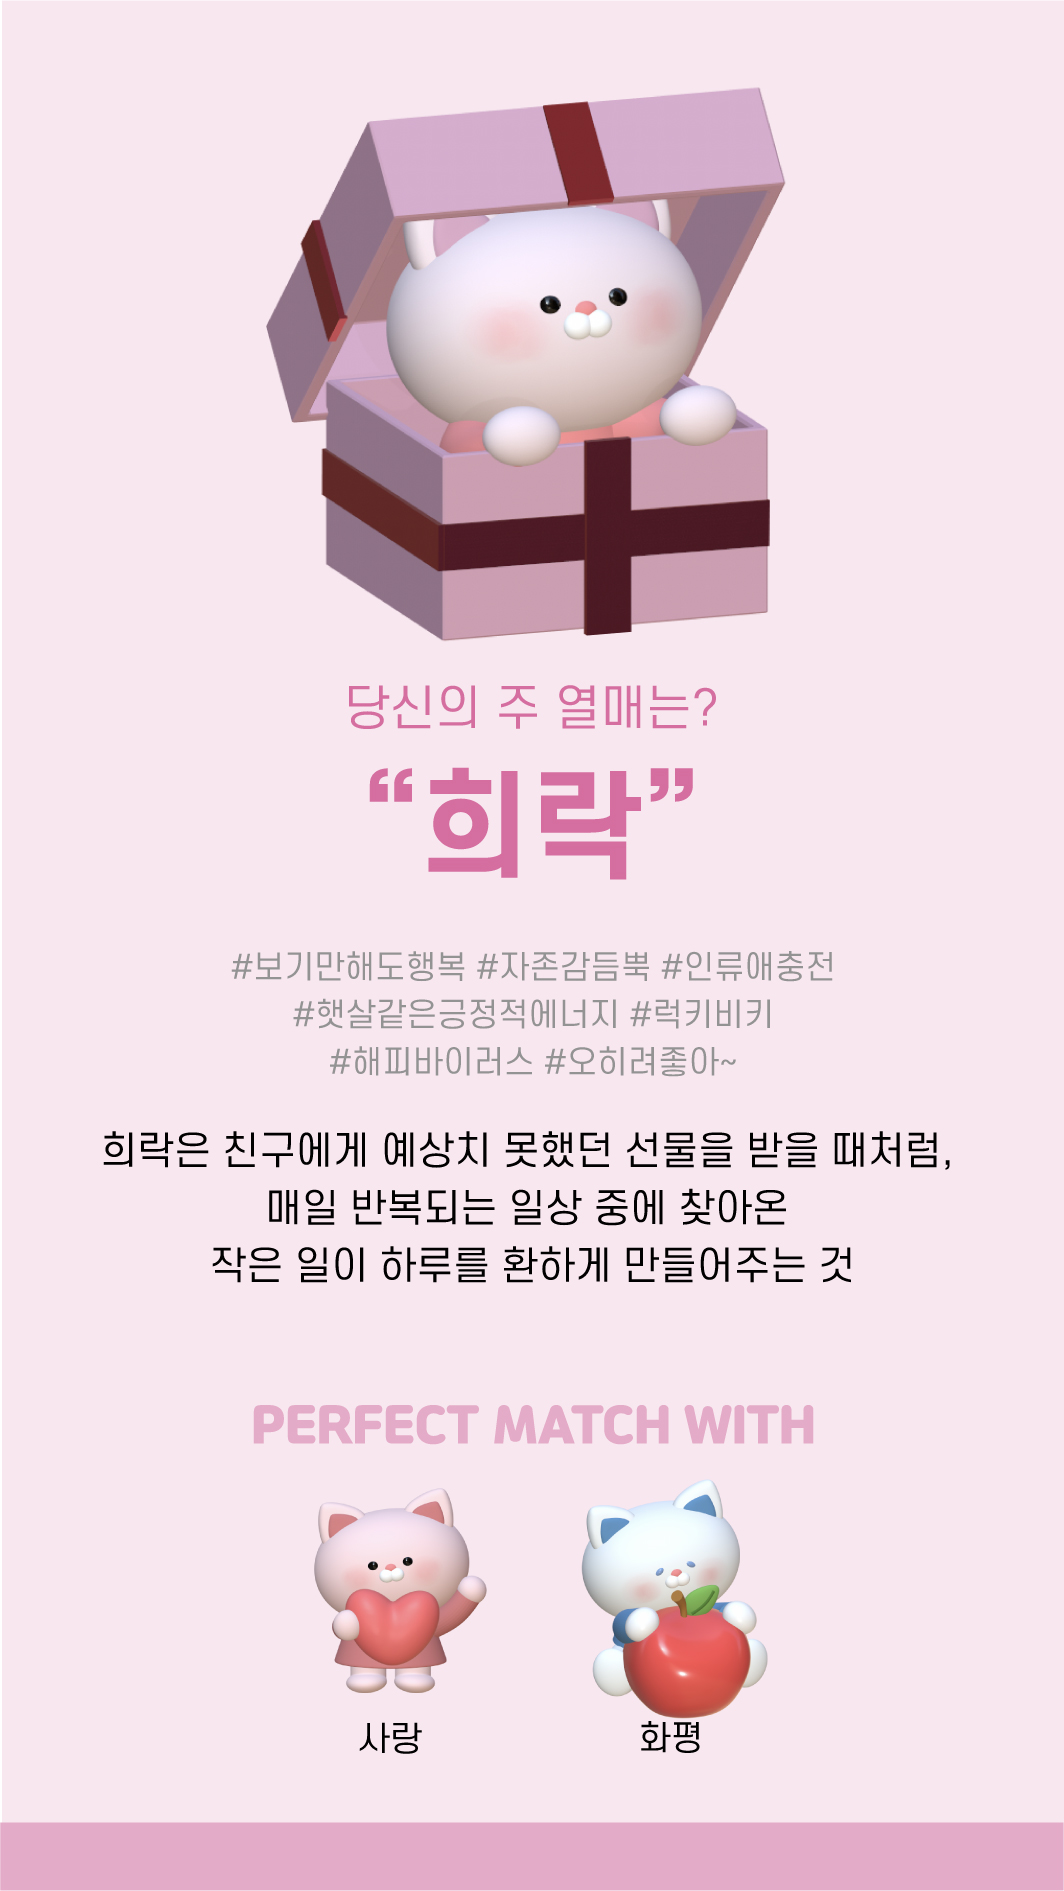 당신의 주 열매는?
“희락”
#보기만해도행복 #자존감듬뿍 #인류애충전
#햇살같은긍정적에너지 #럭키비키
#해피바이러스 #오히려좋아~
희락은 친구에게 예상치 못했던 선물을 받을 때처럼,
매일 반복되는 일상 중에 찾아온
작은 일이 하루를 환하게 만들어주는 것
PERFECT MATCH WITH
사랑 화평